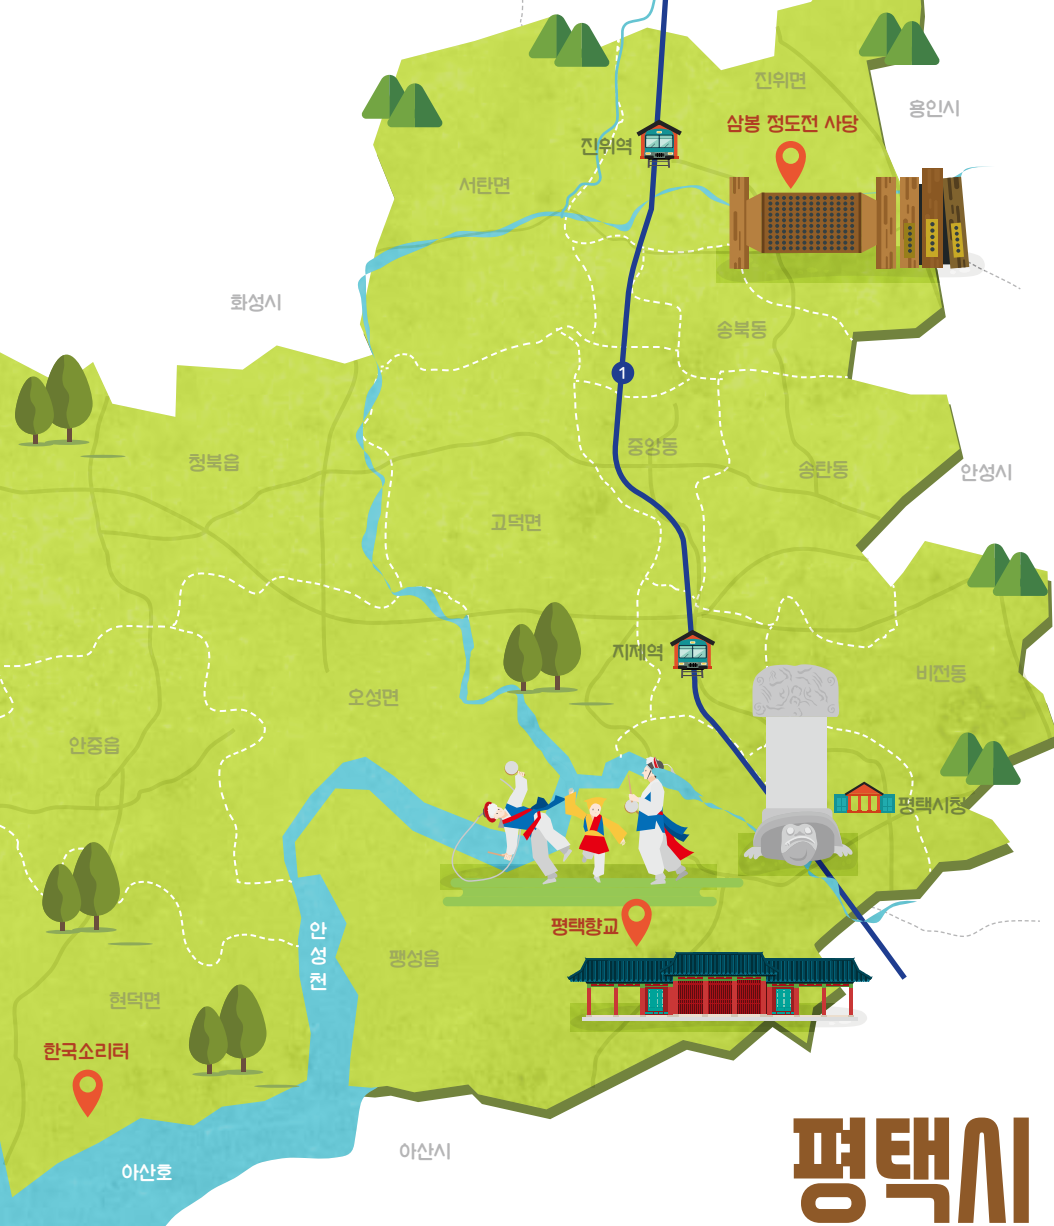 진위면
용인시
삼봉 정도전 사당
진위역
서탄면
화성시
송북동
1
중앙동
청북읍
송탄동
안성시
고덕면
지제역
비전동
오성면
안중읍
평택시청
안성천
평택향교
팽성읍
현덕면
한국소리터
아산시
아산호
평택시